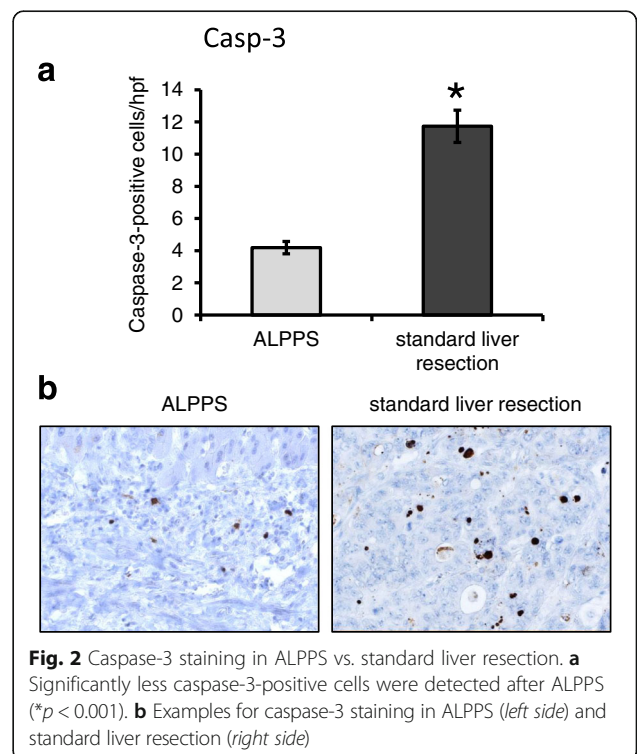 Casp-3
a
Caspase-3-positive cells/hpf
14
12
10
8
6
4
2
0
*
ALPPS
standard liver
resection
b
ALPPS
standard liver resection
Fig. 2 Caspase-3 staining in ALPPS vs. standard liver resection. a
Significantly less caspase-3-positive cells were detected after ALPPS
(*p < 0.001). b Examples for caspase-3 staining in ALPPS (left side) and
standard liver resection (right side)